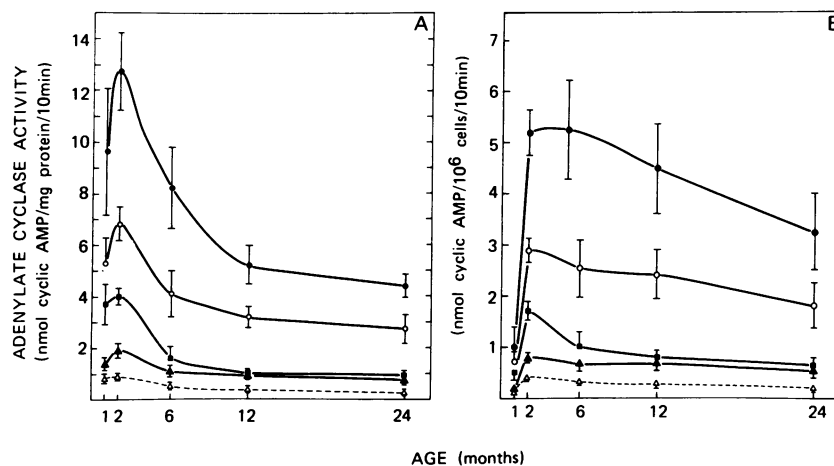 A
B
ADENYLATE CYCLASE ACTIVITY
(nmol cyclic AMP/mg protein/10min)
14
12
10
8
6
4
2
1 2 6 12 24
(nmol cyclic AMP/10⁶ cells/10min)
7
6
5
4
3
2
1
1 2 6 12 24
AGE (months)